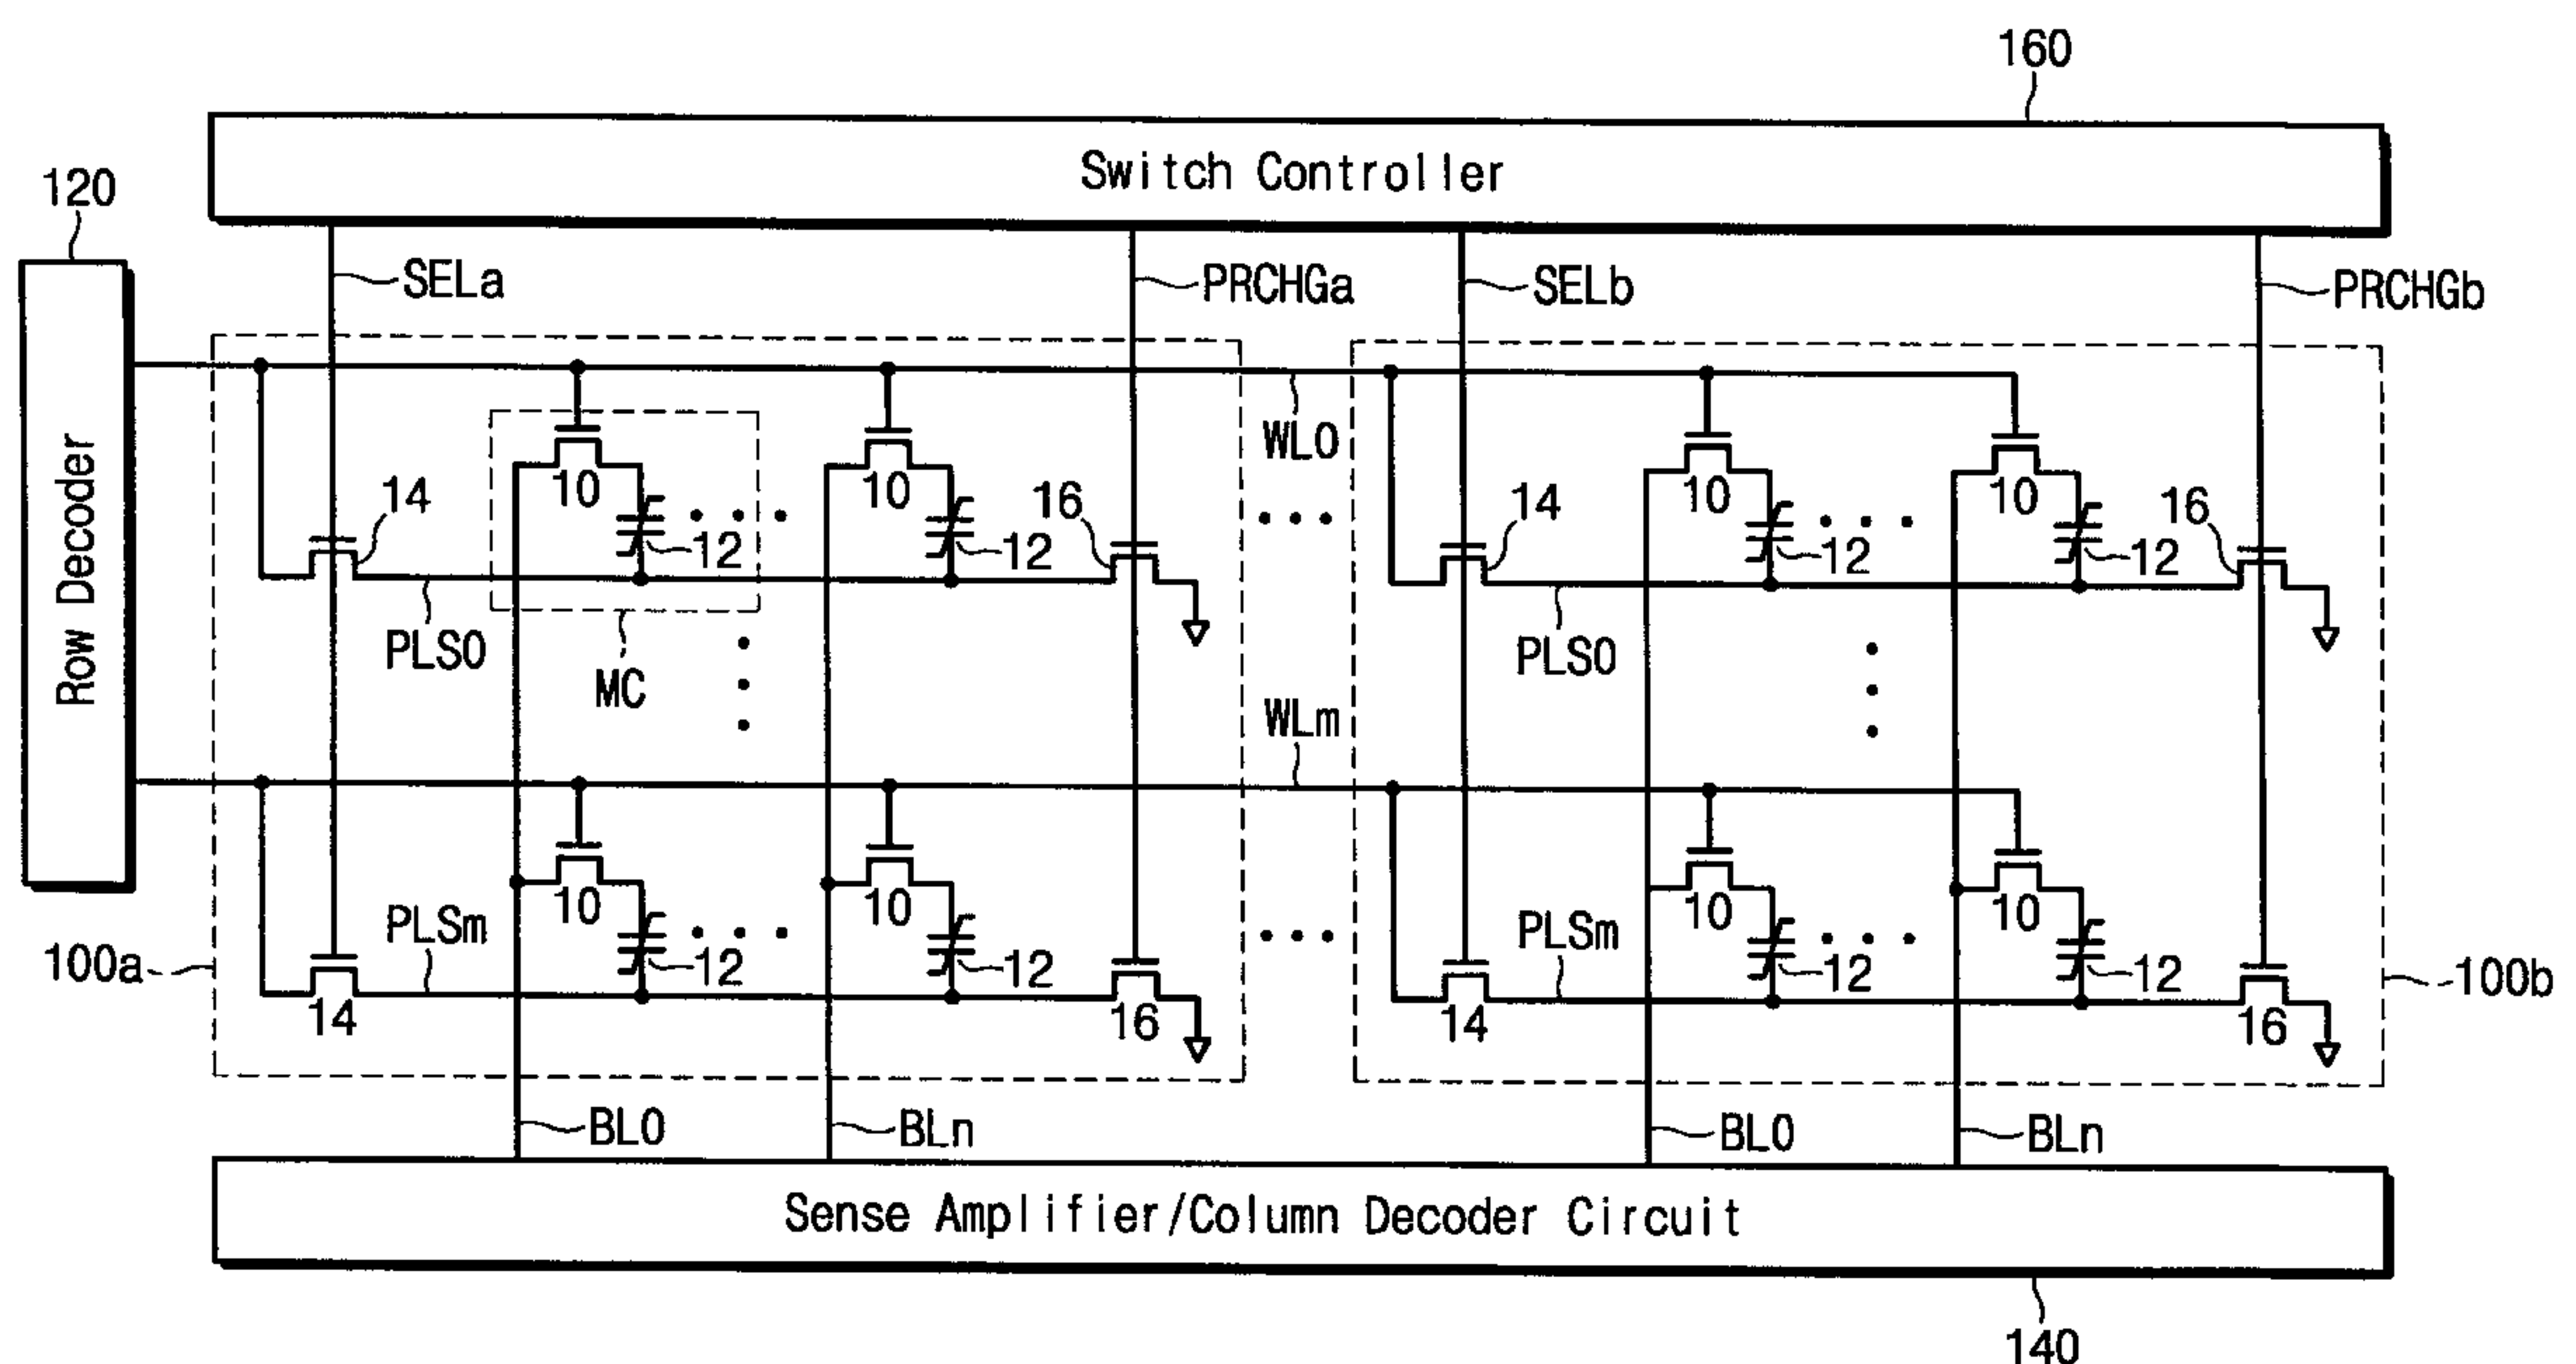 160
Switch Controller
120
Row Decoder
SELa
PRCHGa
SELb
PRCHGb
WL0
10
10
10
10
14
12
12
16
14
12
12
16
PLS0
MC
PLS0
WLm
10
10
10
10
PLSm
12
12
PLSm
12
12
100a
100b
14
16
14
16
BL0
BLn
BL0
BLn
Sense Amplifier/Column Decoder Circuit
140